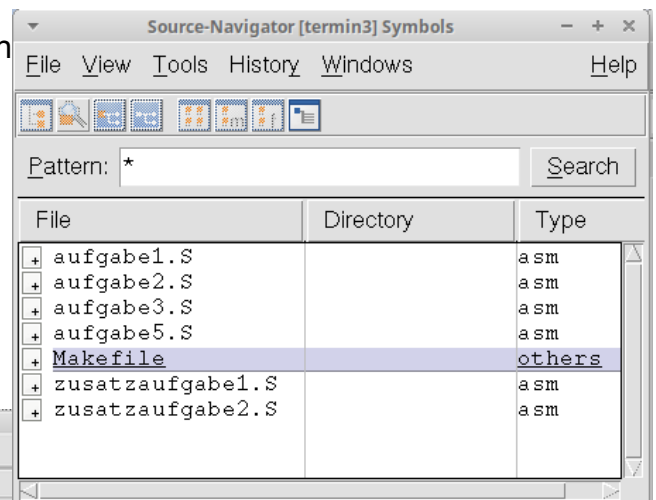 Source-Navigator [termin3] Symbols
n
File View Tools History Windows Help
Pattern: * Search
File Directory Type
+ aufgabe1.S asm
+ aufgabe2.S asm
+ aufgabe3.S asm
+ aufgabe5.S asm
+ Makefile others
+ zusatzaufgabe1.S asm
+ zusatzaufgabe2.S asm